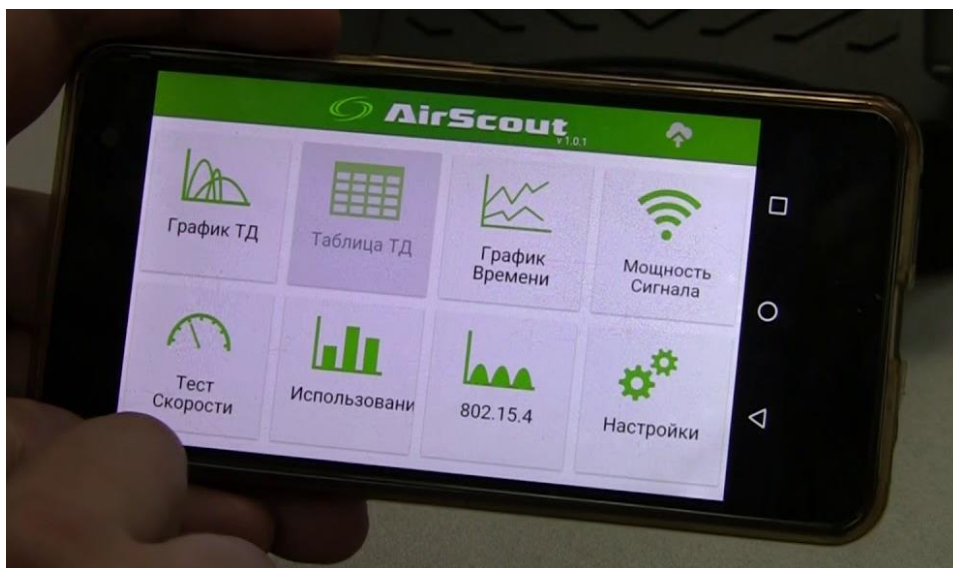 AirScout
v 1.0.1
График ТД
Таблица ТД
График
Времени
Мощность
Сигнала
Тест
Скорости
Использовани
802.15.4
Настройки